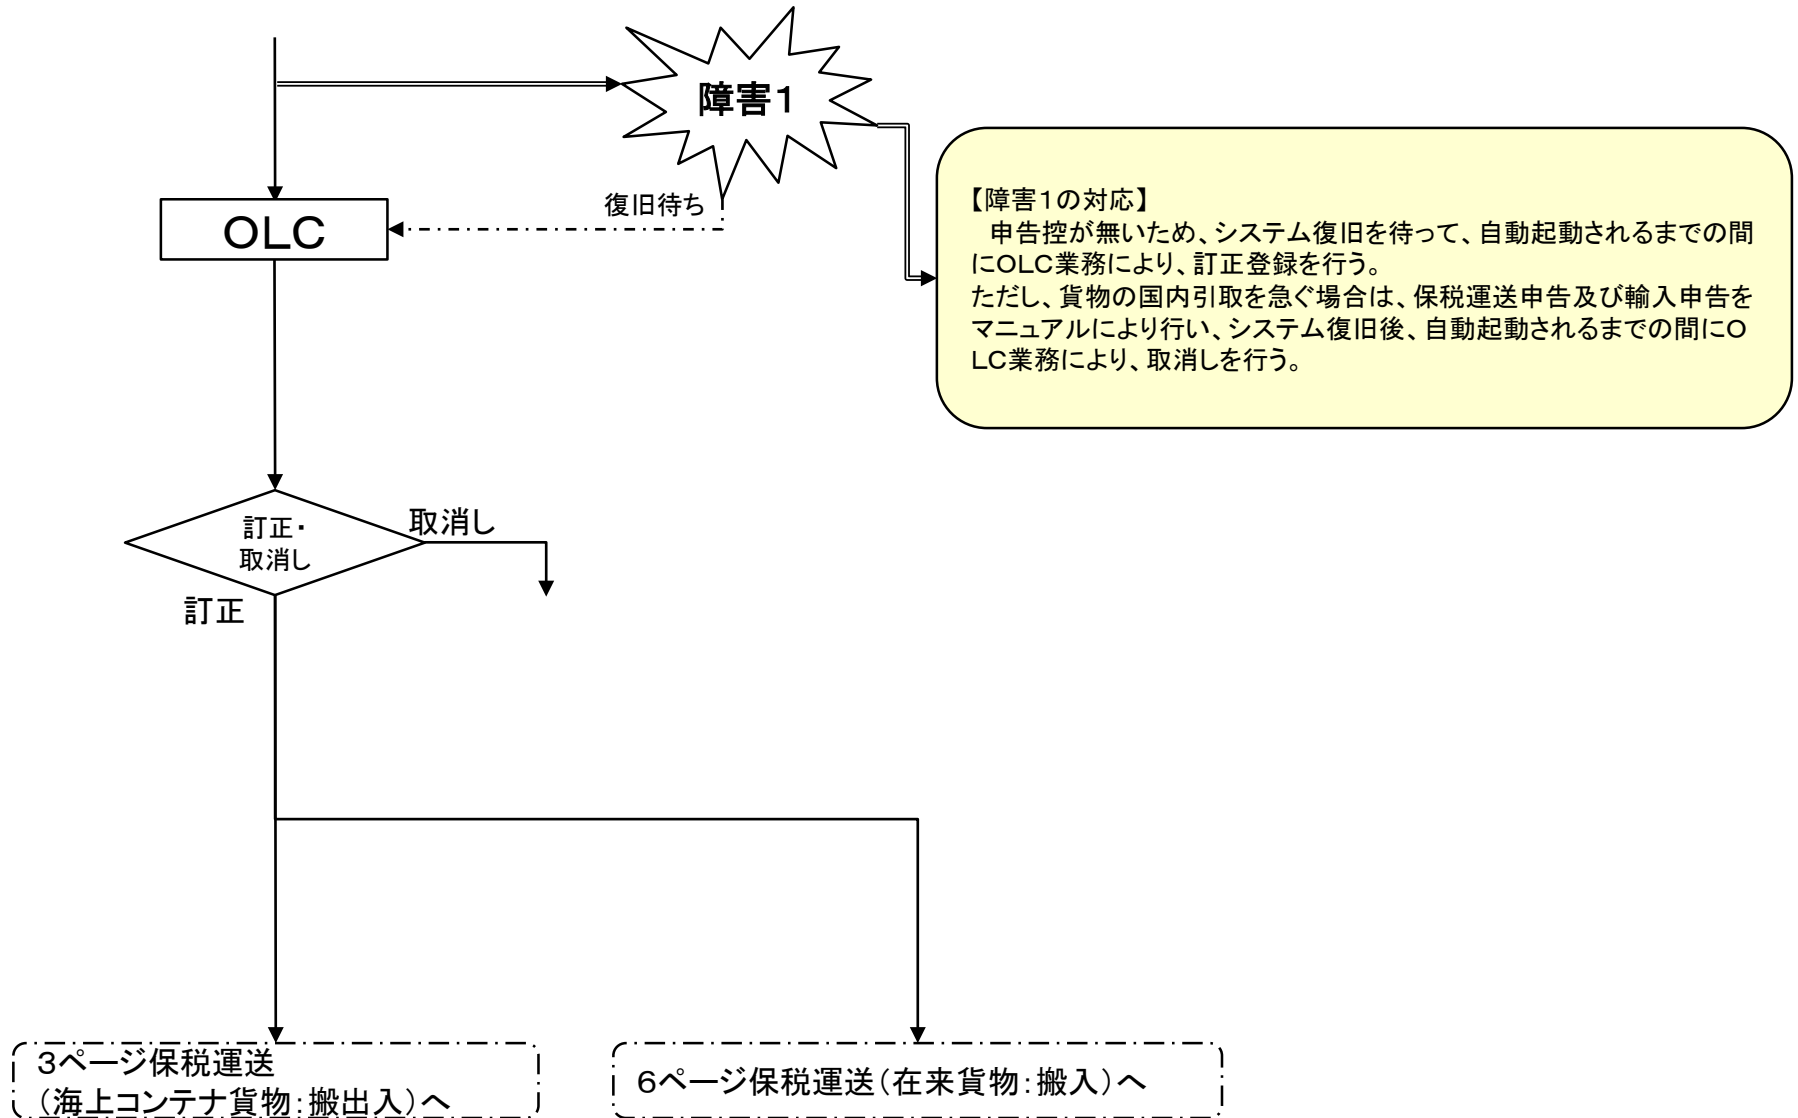 障害1
復旧待ち
OLC
【障害1の対応】
申告控が無いため、システム復旧を待って、自動起動されるまでの間
にOLC業務により、訂正登録を行う。
ただし、貨物の国内引取を急ぐ場合は、保税運送申告及び輸入申告を
マニュアルにより行い、システム復旧後、自動起動されるまでの間にO
LC業務により、取消しを行う。
訂正・
取消し
取消し
訂正
3ページ保税運送
(海上コンテナ貨物:搬出入)へ
6ページ保税運送(在来貨物:搬入)へ